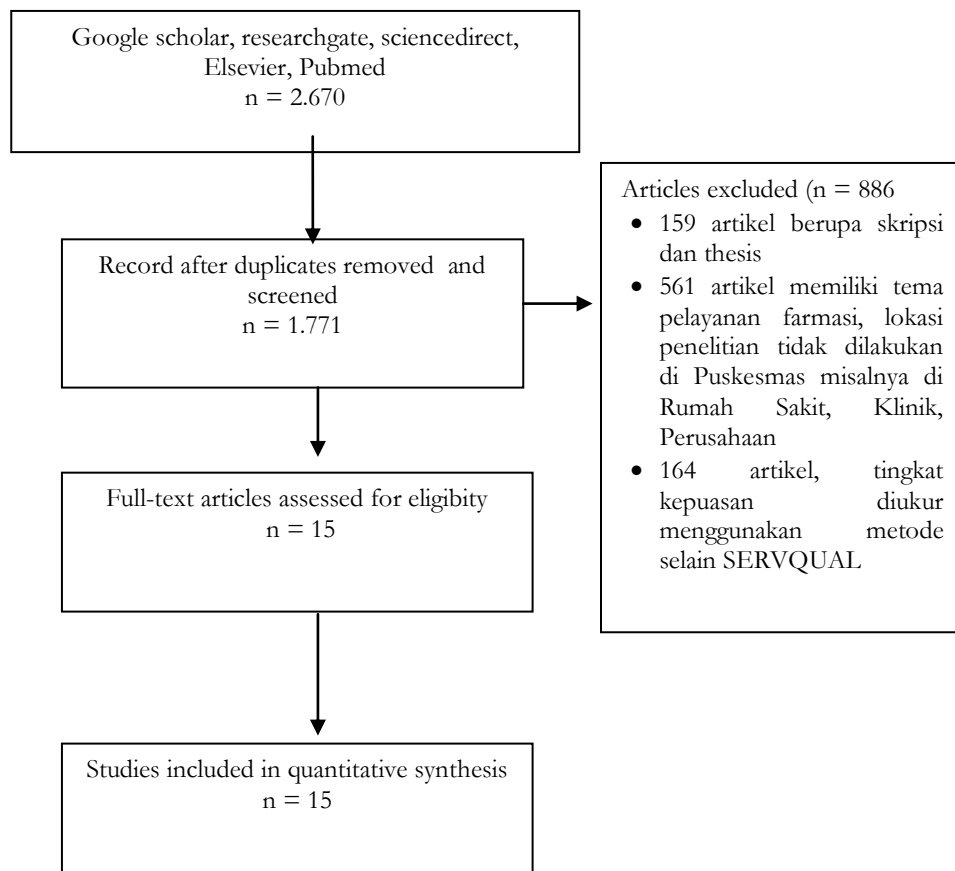 Google scholar, researchgate, sciencedirect,
Elsevier, Pubmed
n = 2.670
Record after duplicates removed and
screened
n = 1.771
Articles excluded (n = 886
• 159 artikel berupa skripsi
dan thesis
• 561 artikel memiliki tema
pelayanan farmasi, lokasi
penelitian tidak dilakukan
di Puskesmas misalnya di
Rumah Sakit, Klinik,
Perusahaan
• 164 artikel, tingkat
kepuasan diukur
menggunakan metode
selain SERVQUAL
Full-text articles assessed for eligibity
n = 15
Studies included in quantitative synthesis
n = 15